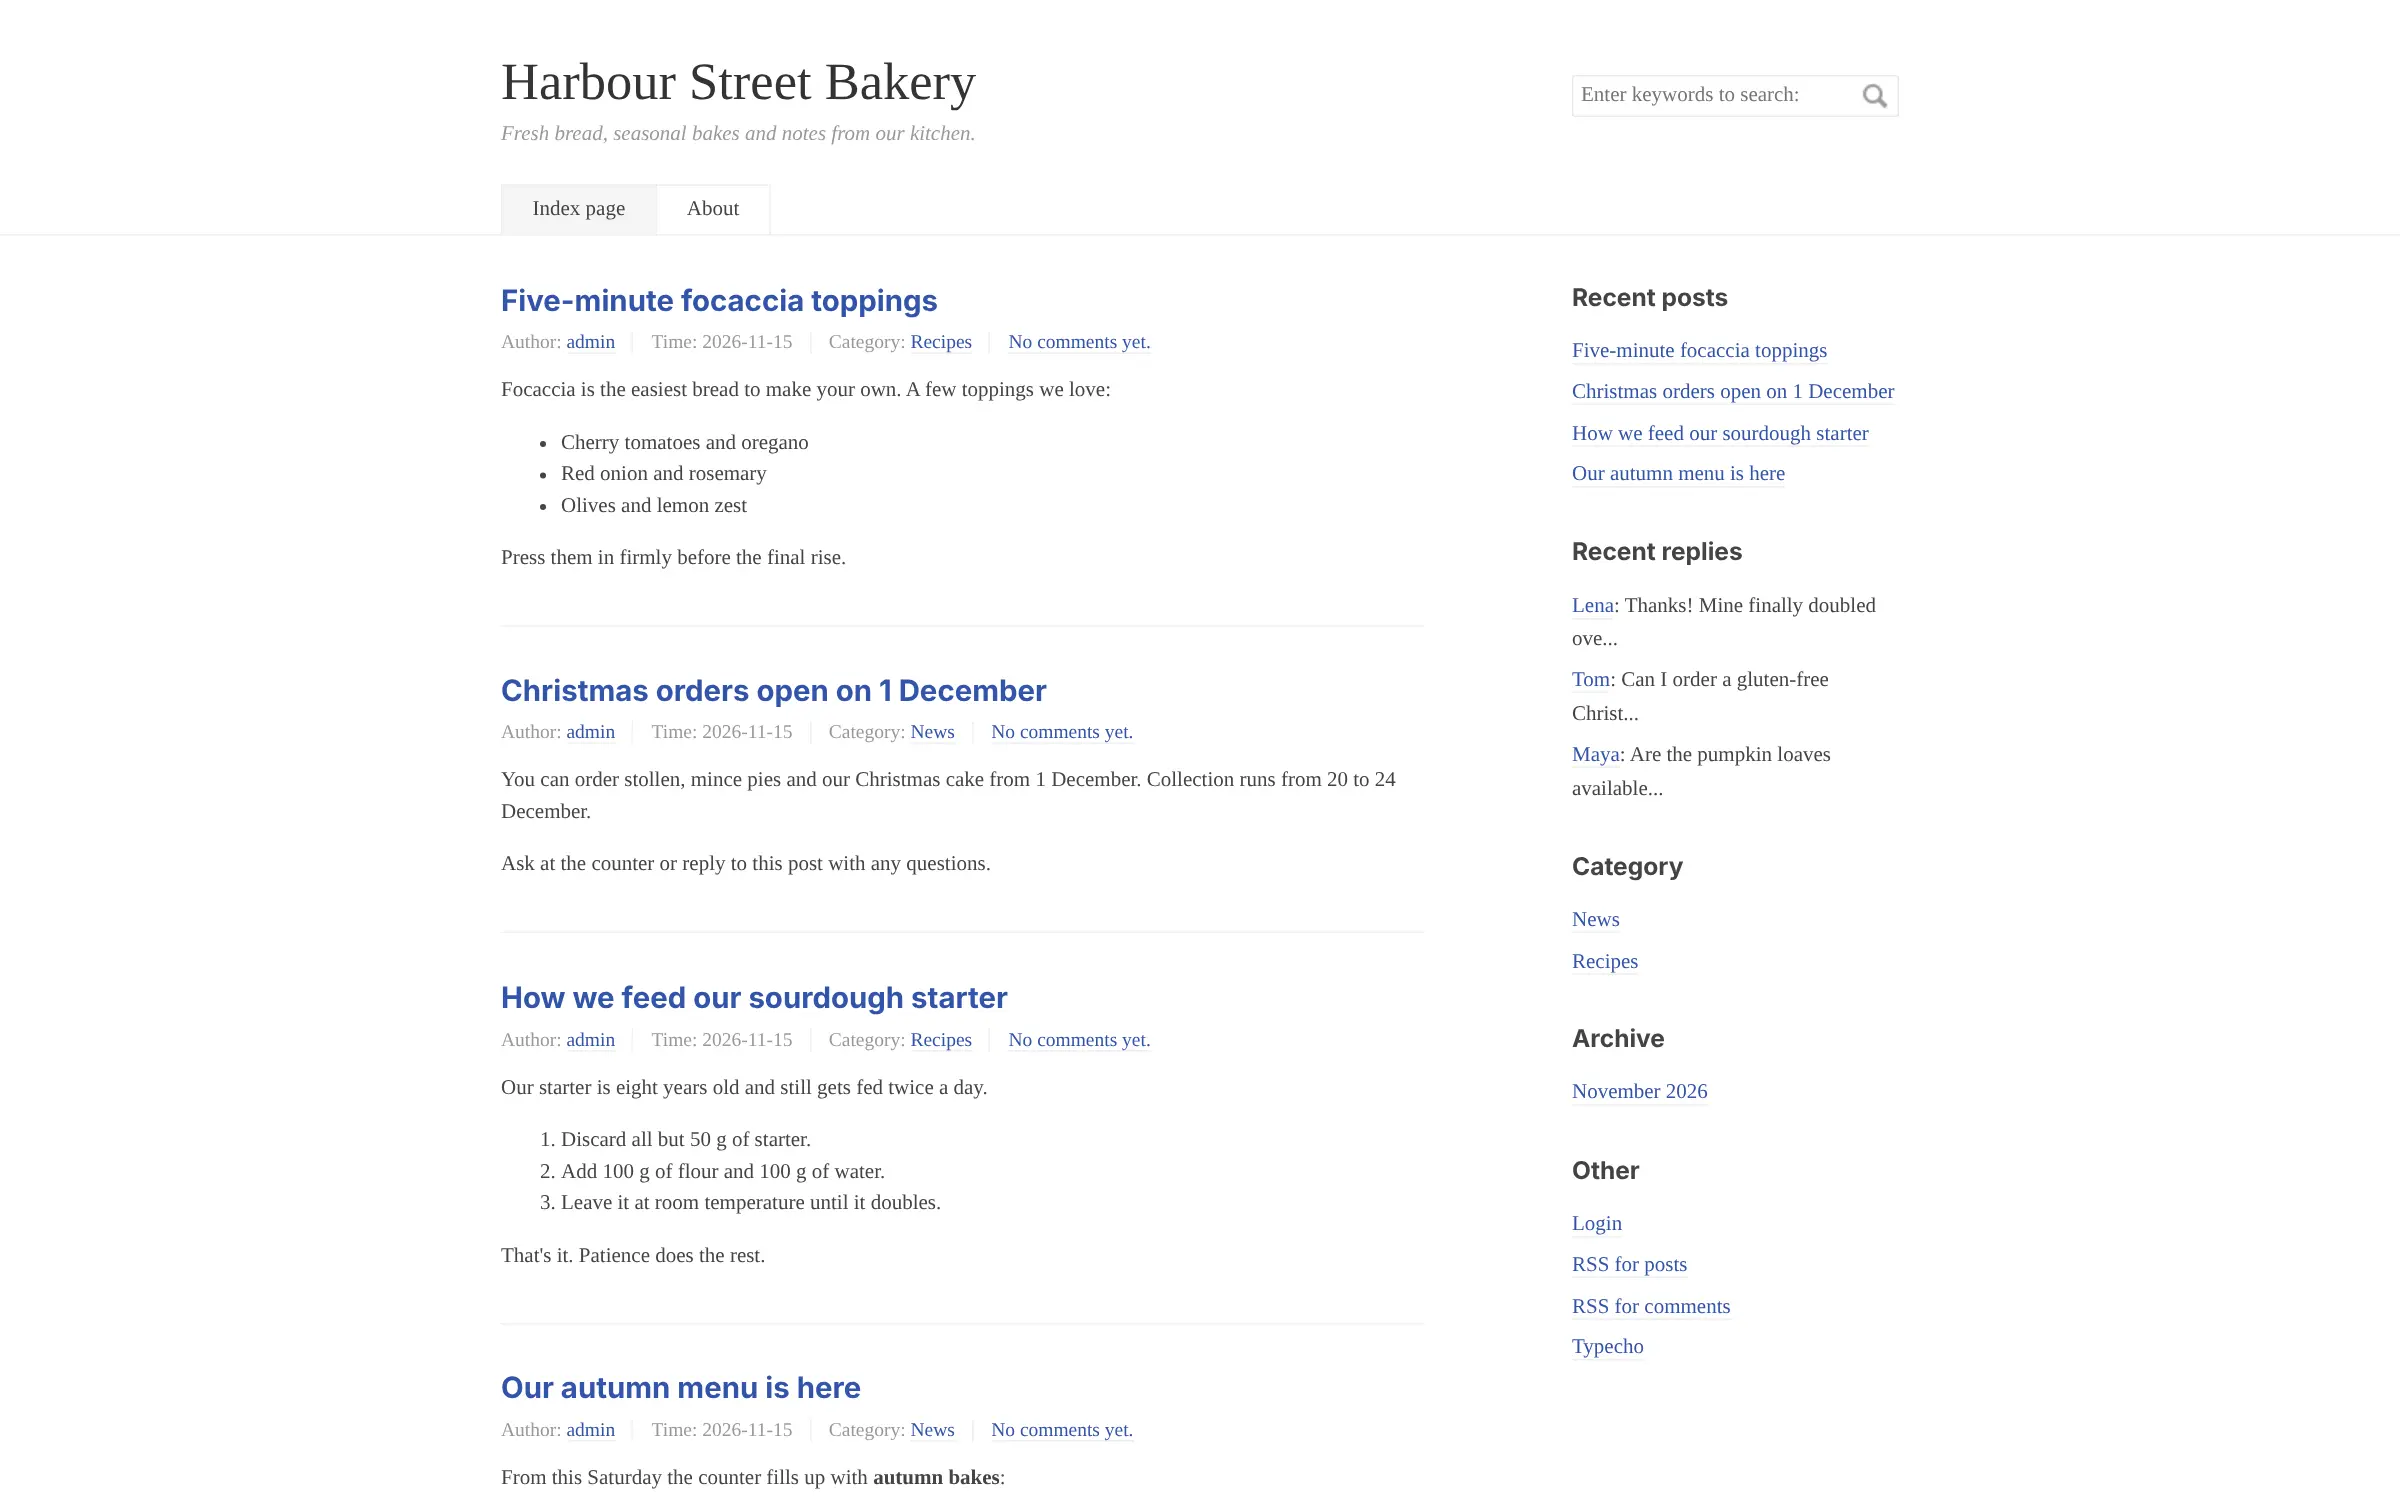 Harbour Street Bakery
Fresh bread, seasonal bakes and notes from our kitchen.
Enter keywords to search:
Index page
About
Five-minute focaccia toppings
Author: admin Time: 2026-11-15 Category: Recipes No comments yet.
Focaccia is the easiest bread to make your own. A few toppings we love:
• Cherry tomatoes and oregano
• Red onion and rosemary
• Olives and lemon zest
Press them in firmly before the final rise.
Christmas orders open on 1 December
Author: admin Time: 2026-11-15 Category: News No comments yet.
You can order stollen, mince pies and our Christmas cake from 1 December. Collection runs from 20 to 24
December.
Ask at the counter or reply to this post with any questions.
How we feed our sourdough starter
Author: admin Time: 2026-11-15 Category: Recipes No comments yet.
Our starter is eight years old and still gets fed twice a day.
1. Discard all but 50 g of starter.
2. Add 100 g of flour and 100 g of water.
3. Leave it at room temperature until it doubles.
That's it. Patience does the rest.
Our autumn menu is here
Author: admin Time: 2026-11-15 Category: News No comments yet.
From this Saturday the counter fills up with autumn bakes:
Recent posts
Five-minute focaccia toppings
Christmas orders open on 1 December
How we feed our sourdough starter
Our autumn menu is here
Recent replies
Lena: Thanks! Mine finally doubled
ove...
Tom: Can I order a gluten-free
Christ...
Maya: Are the pumpkin loaves
available...
Category
News
Recipes
Archive
November 2026
Other
Login
RSS for posts
RSS for comments
Typecho